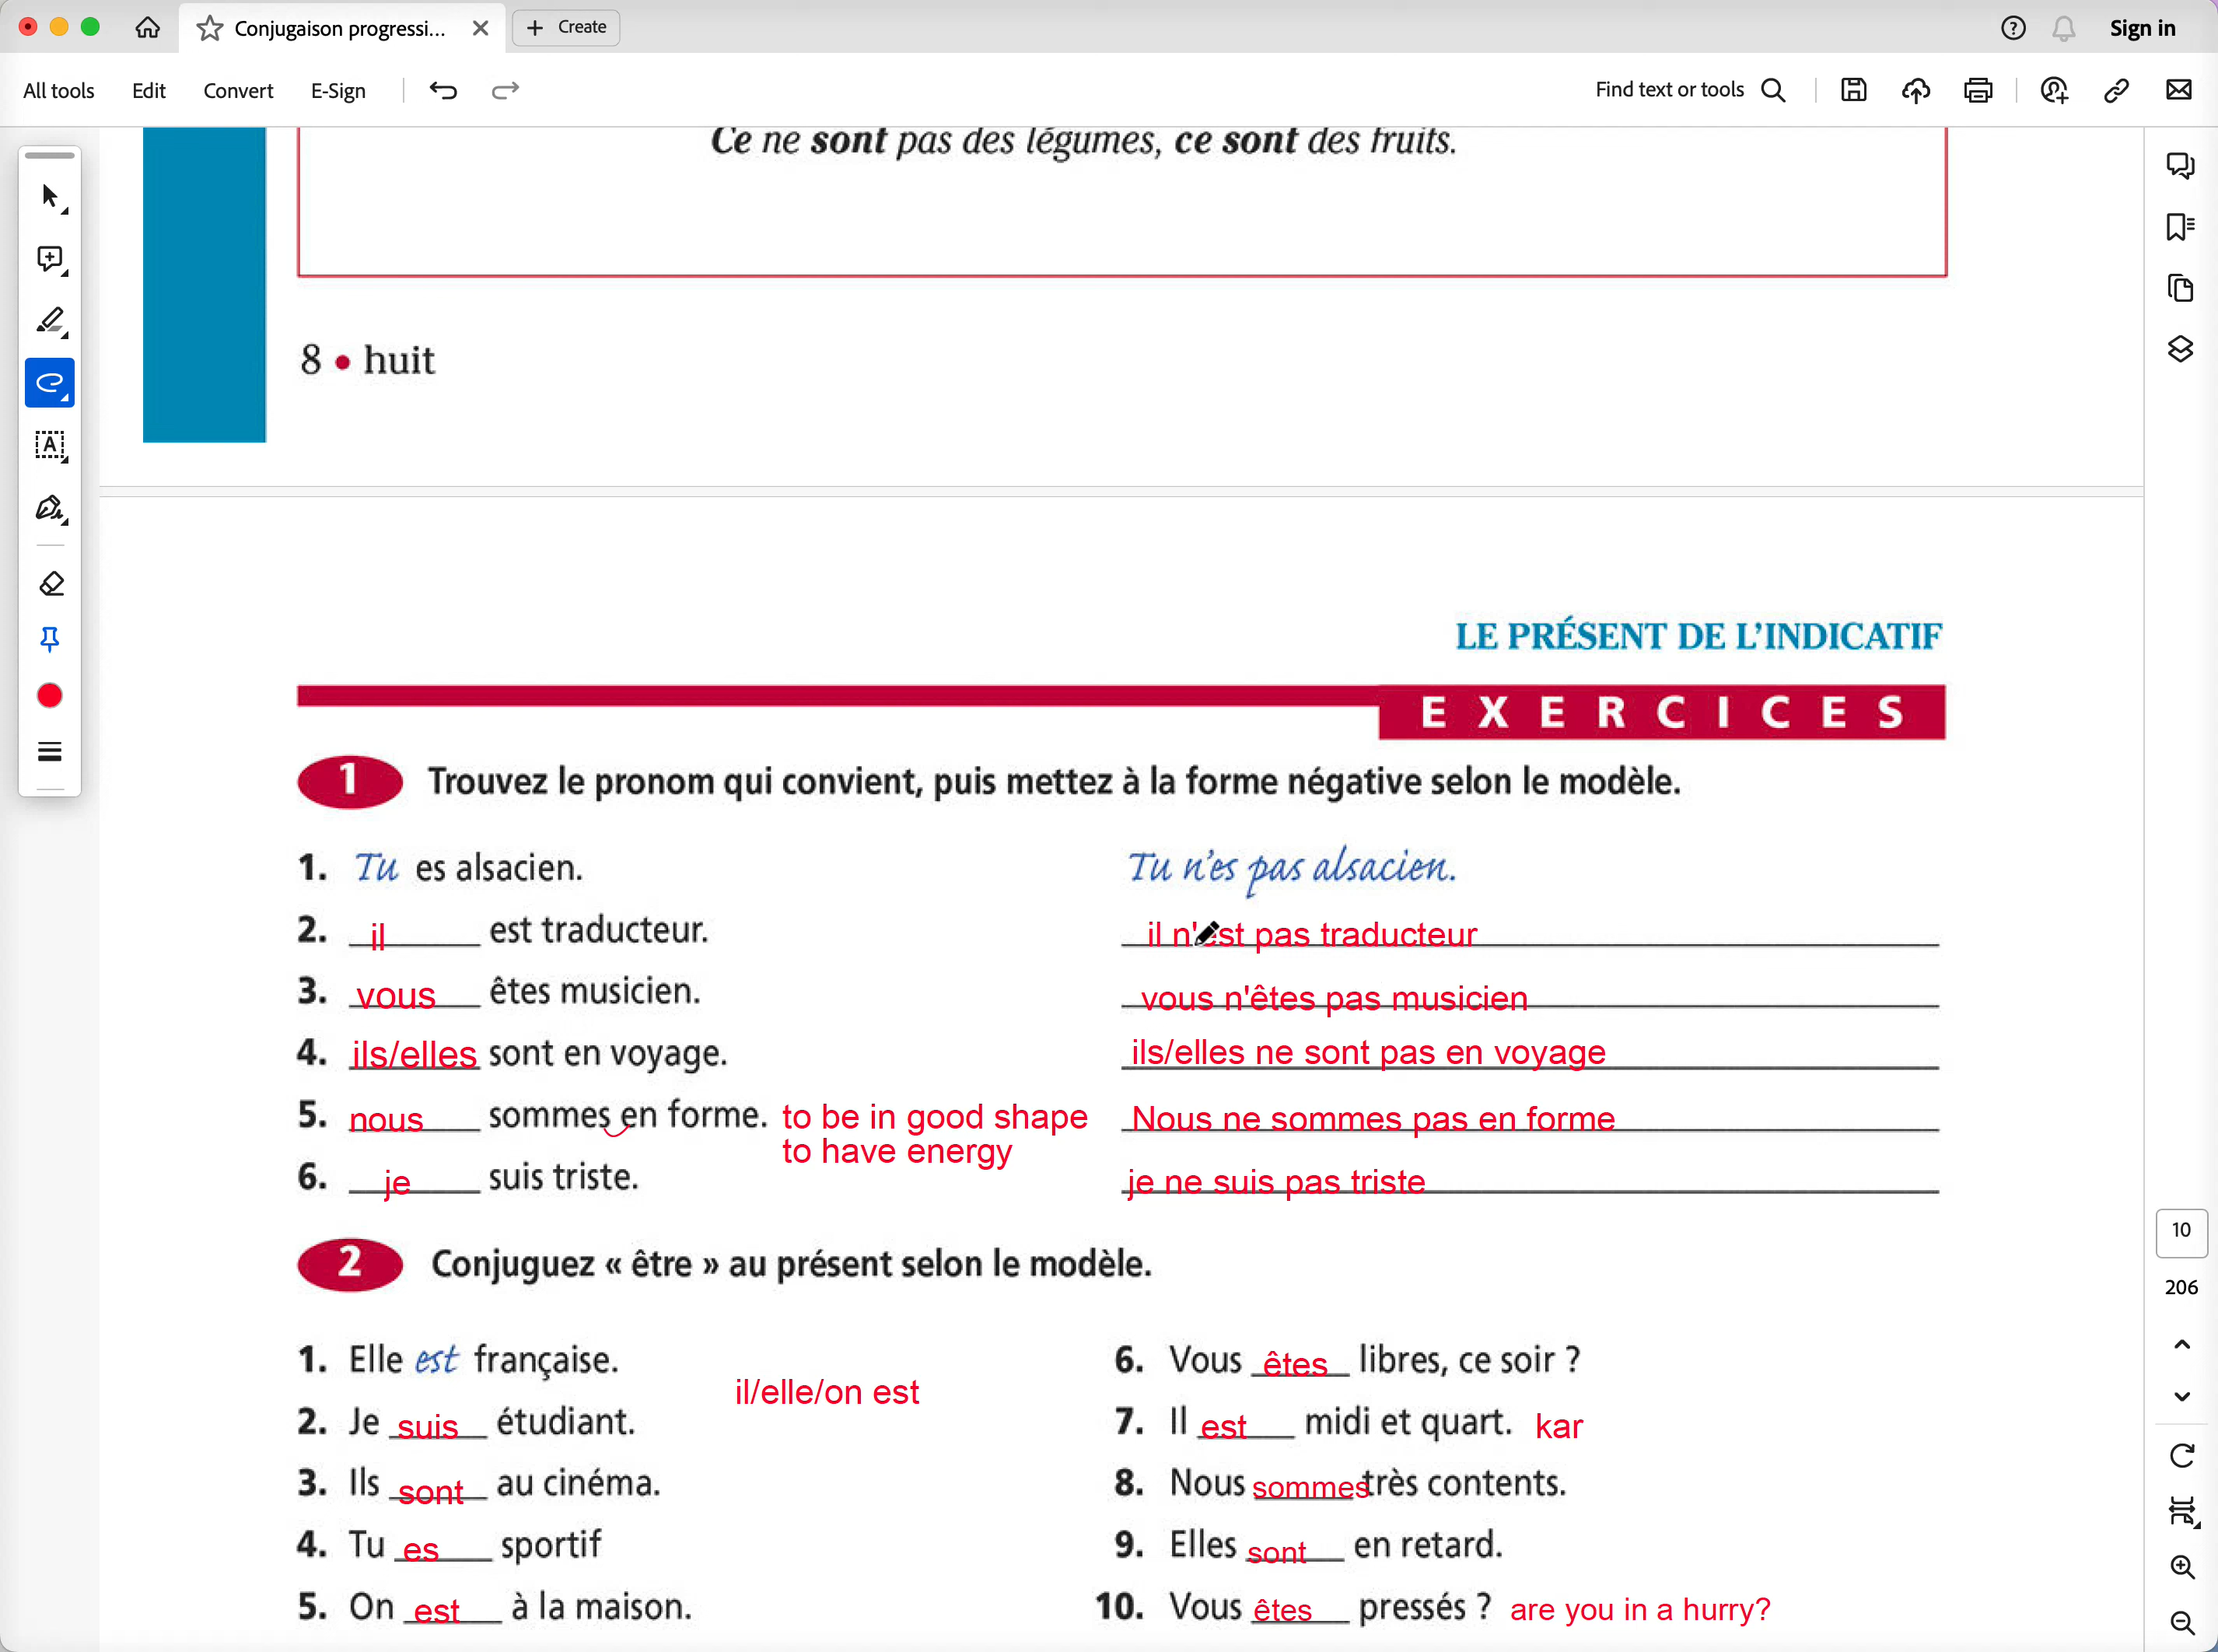 Conjugaison progressi...
Create
Sign in
All tools
Edit
Convert
E-Sign
Find text or tools
Ce ne sont pas des légumes, ce sont des fruits.
8 • huit
LE PRÉSENT DE L'INDICATIF
EXERCICES
1 Trouvez le pronom qui convient, puis mettez à la forme négative selon le modèle.
1. Tu es alsacien. Tu n'es pas alsacien.
2. il est traducteur. il n'est pas traducteur
3. vous êtes musicien. vous n'êtes pas musicien
4. ils/elles sont en voyage. ils/elles ne sont pas en voyage
5. nous sommes en forme. to be in good shape Nous ne sommes pas en forme
to have energy
6. je suis triste. je ne suis pas triste
2 Conjuguez « être » au présent selon le modèle.
1. Elle est française.
il/elle/on est
2. Je suis étudiant.
3. Ils sont au cinéma.
4. Tu es sportif
5. On est à la maison.
6. Vous êtes libres, ce soir ?
7. Il est midi et quart. kar
8. Nous sommes très contents.
9. Elles sont en retard.
10. Vous êtes pressés ? are you in a hurry?
10
206